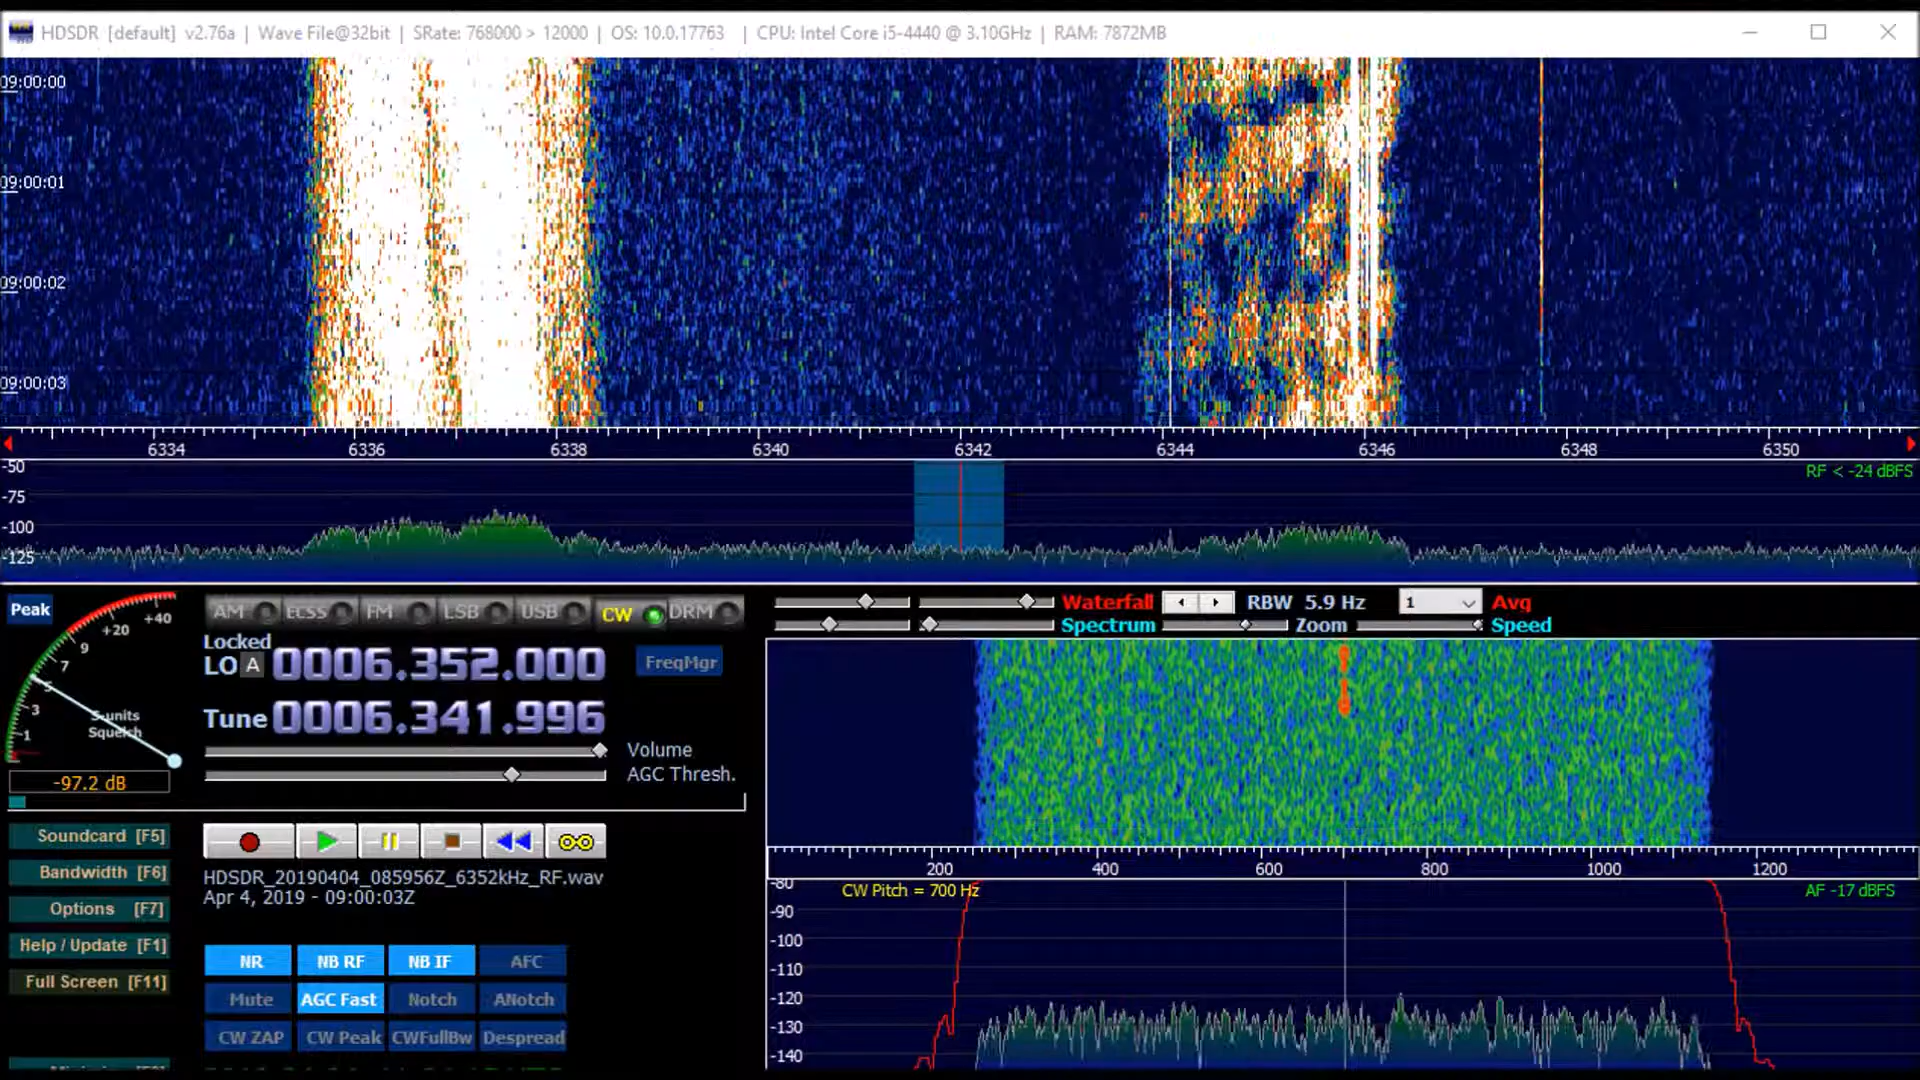 HDSDR [default] v2.76a | Wave File@32bit | SRate: 768000 > 12000 | OS: 10.0.17763 | CPU: Intel Core i5-4440 @ 3.10GHz | RAM: 7872MB
09:00:00
09:00:01
09:00:02
09:00:03
6334 6336 6338 6340 6342 6344 6346 6348 6350
-50
-75
-100
-125
RF < -24 dBFS
Peak
1 3 5 7 9 +20 +40
S-units
Squelch
-97.2 dB
AM ECSS FM LSB USB CW DRM
Locked
LO A 0006.352.000 FreqMgr
Tune 0006.341.996
Volume
AGC Thresh.
Waterfall RBW 5.9 Hz 1 Avg
Spectrum Zoom Speed
Soundcard [F5]
Bandwidth [F6]
Options [F7]
Help / Update [F1]
Full Screen [F11]
HDSDR_20190404_085956Z_6352kHz_RF.wav
Apr 4, 2019 - 09:00:03Z
NR NB RF NB IF AFC
Mute AGC Fast Notch ANotch
CW ZAP CW Peak CWFullBw Despread
200 400 600 800 1000 1200
CW Pitch = 700 Hz
AF -17 dBFS
-80
-90
-100
-110
-120
-130
-140